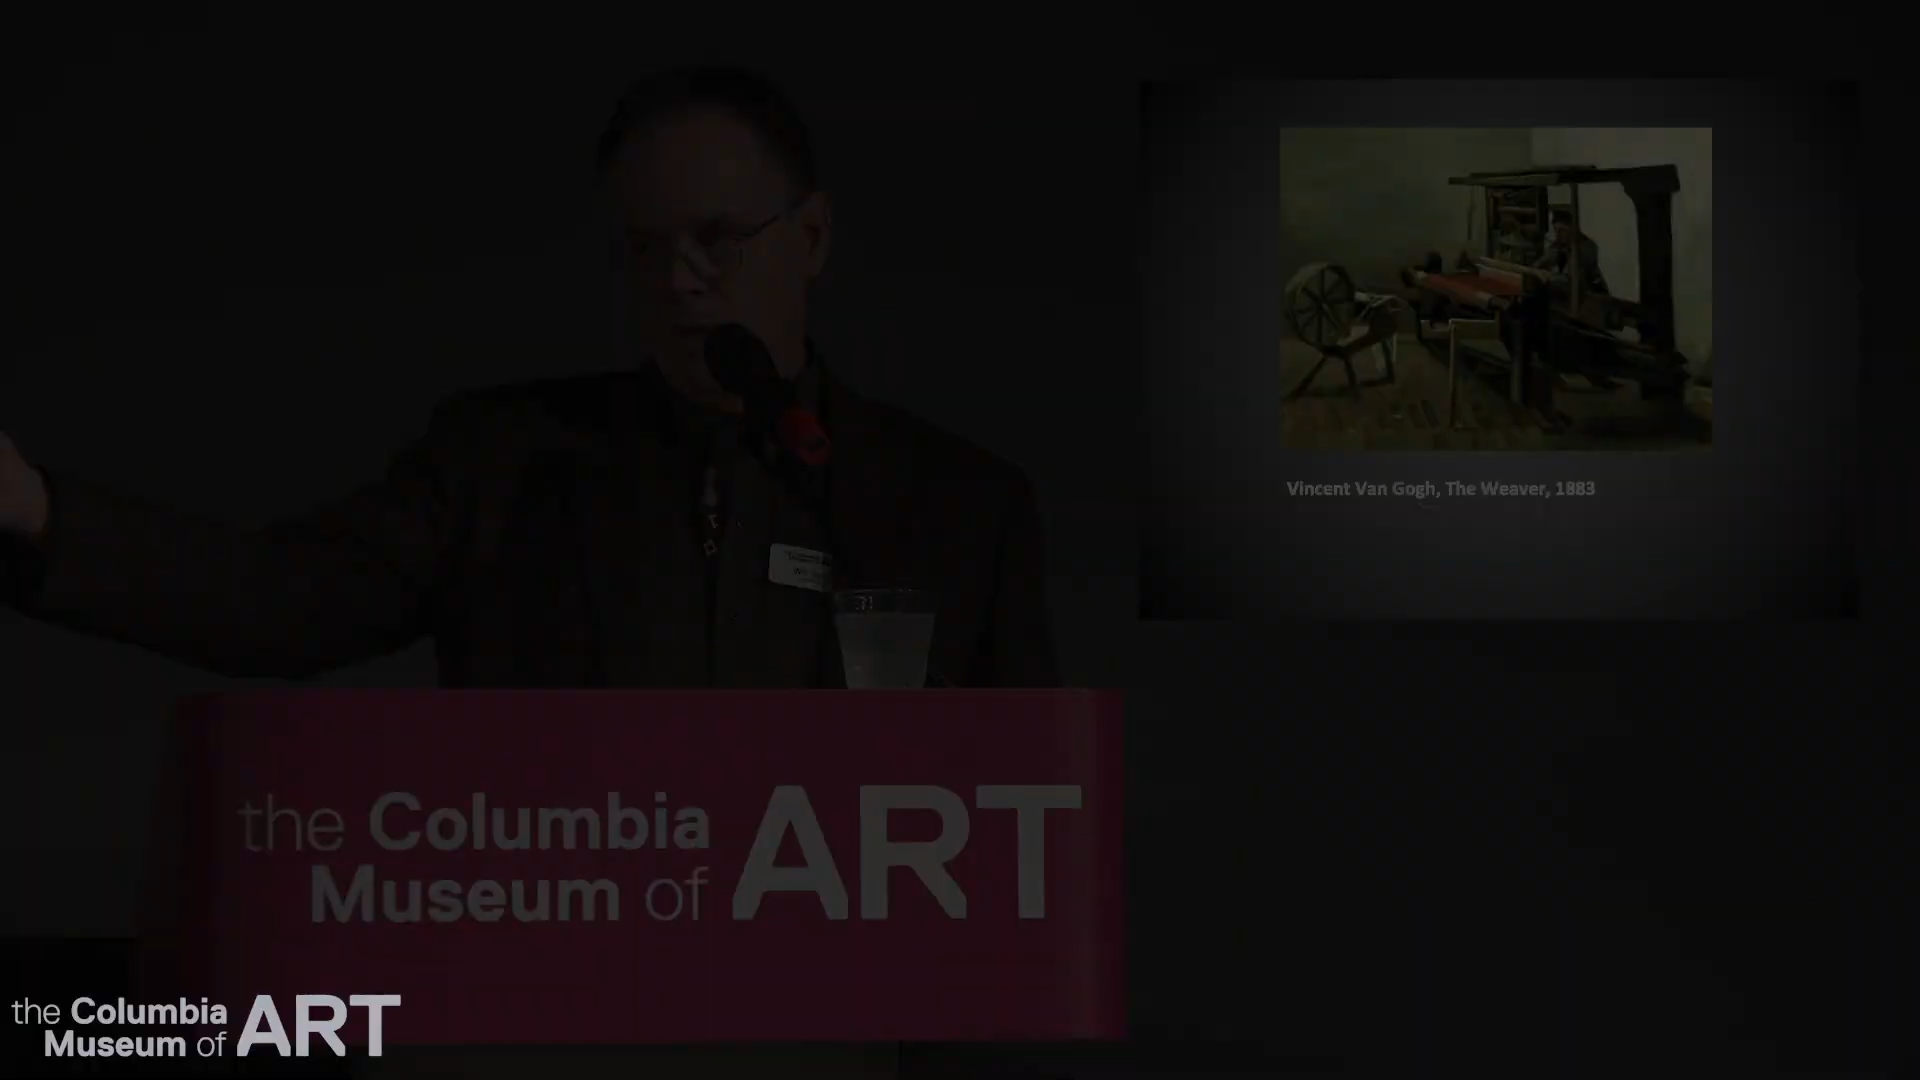 Vincent Van Gogh, The Weaver, 1883
the Columbia
Museum of ART
the Columbia
Museum of ART